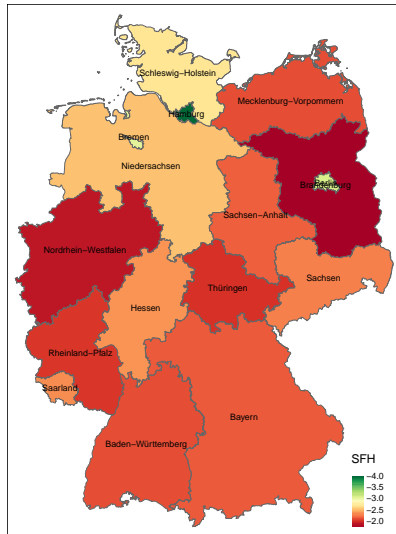 Schleswig−Holstein
Mecklenburg−Vorpommern
Hamburg
Bremen
Niedersachsen
Brandenburg
Sachsen−Anhalt
Nordrhein−Westfalen
Sachsen
Thüringen
Hessen
Rheinland−Pfalz
Saarland
Bayern
Baden−Württemberg
SFH
−4.0
−3.5
−3.0
−2.5
−2.0